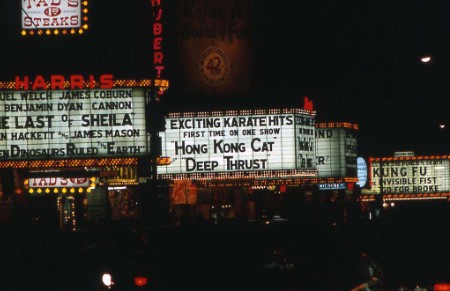 TAD'S
STEAKS
HARRIS
JAMES COBURN
BENJAMIN DYAN CANNON
HE LAST OF SHEILA"
N HACKETT JAMES MASON
DINOSAURS RULED THE EARTH
TAD'S
EXCITING KARATE HITS
FIRST TIME ON ONE SHOW
"HONG KONG CAT"
DEEP THRUST"
42
KUNG FU
INVISIBLE FIST
GO FOR BROKE